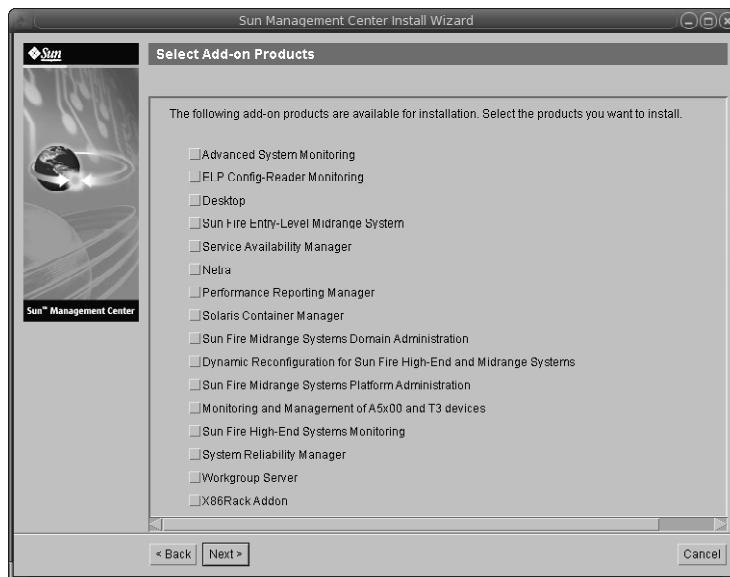 Sun Management Center Install Wizard
Sun
Select Add-on Products
The following add-on products are available for installation. Select the products you want to install.
Advanced System Monitoring
ELP Config-Reader Monitoring
Desktop
Sun Fire Entry-Level Midrange System
Service Availability Manager
Netra
Performance Reporting Manager
Solaris Container Manager
Sun Fire Midrange Systems Domain Administration
Dynamic Reconfiguration for Sun Fire High-End and Midrange Systems
Sun Fire Midrange Systems Platform Administration
Monitoring and Management of A5x00 and T3 devices
Sun Fire High-End Systems Monitoring
System Reliability Manager
Workgroup Server
X86Rack Addon
Sun™ Management Center
< Back
Next >
Cancel